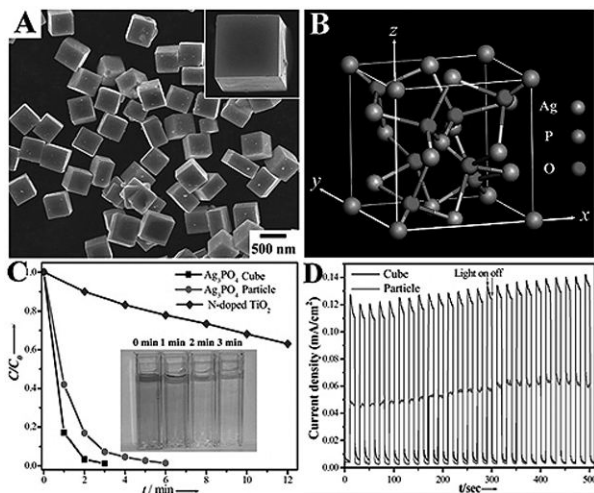 A
500 nm
B
z
y
x
Ag
P
O
C
Ag₃PO₄ Cube
Ag₃PO₄ Particle
N-doped TiO₂
0 min 1 min 2 min 3 min
C/C₀
1.0
0.8
0.6
0.4
0.2
0.0
0 2 4 6 8 10 12
t / min
D
Cube
Particle
Light on off
Current density (mA/cm²)
0.14
0.12
0.10
0.08
0.06
0.04
0.02
0.00
0 100 200 300 400 500
t/sec